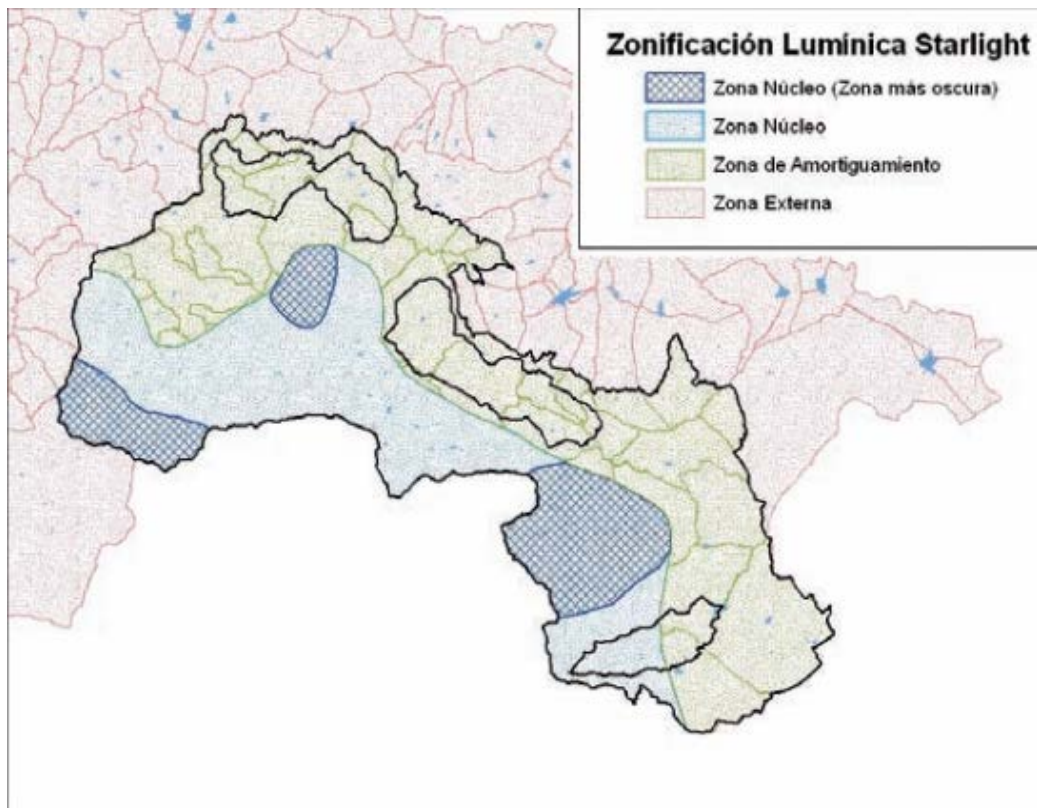 Zonificación Lumínica Starlight
Zona Núcleo (Zona más oscura)
Zona Núcleo
Zona de Amortiguamiento
Zona Externa